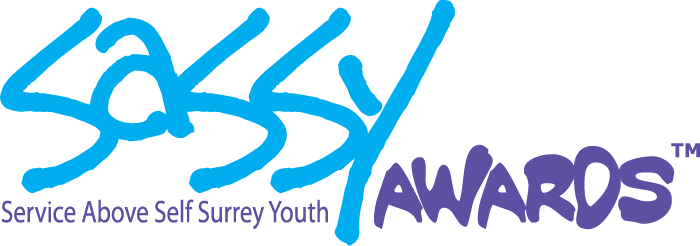 SASSY
AWARDS™
Service Above Self Surrey Youth